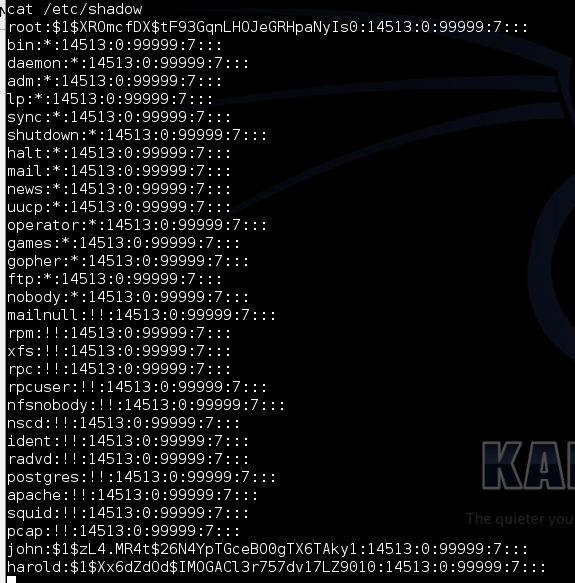 cat /etc/shadow
root:$1$XROmcfDX$tF93GqnLHOJeGRHpaNyIs0:14513:0:99999:7:::
bin:*:14513:0:99999:7:::
daemon:*:14513:0:99999:7:::
adm:*:14513:0:99999:7:::
lp:*:14513:0:99999:7:::
sync:*:14513:0:99999:7:::
shutdown:*:14513:0:99999:7:::
halt:*:14513:0:99999:7:::
mail:*:14513:0:99999:7:::
news:*:14513:0:99999:7:::
uucp:*:14513:0:99999:7:::
operator:*:14513:0:99999:7:::
games:*:14513:0:99999:7:::
gopher:*:14513:0:99999:7:::
ftp:*:14513:0:99999:7:::
nobody:*:14513:0:99999:7:::
mailnull:!!:14513:0:99999:7:::
rpm:!!:14513:0:99999:7:::
xfs:!!:14513:0:99999:7:::
rpc:!!:14513:0:99999:7:::
rpcuser:!!:14513:0:99999:7:::
nfsnobody:!!:14513:0:99999:7:::
nscd:!!:14513:0:99999:7:::
ident:!!:14513:0:99999:7:::
radvd:!!:14513:0:99999:7:::
postgres:!!:14513:0:99999:7:::
apache:!!:14513:0:99999:7:::
squid:!!:14513:0:99999:7:::
pcap:!!:14513:0:99999:7:::
john:$1$zL4.MR4t$26N4YpTGceBO0gTX6TAky1:14513:0:99999:7:::
harold:$1$Xx6dZdOd$IMOGACl3r757dv17LZ9010:14513:0:99999:7:::
KA
The quieter you